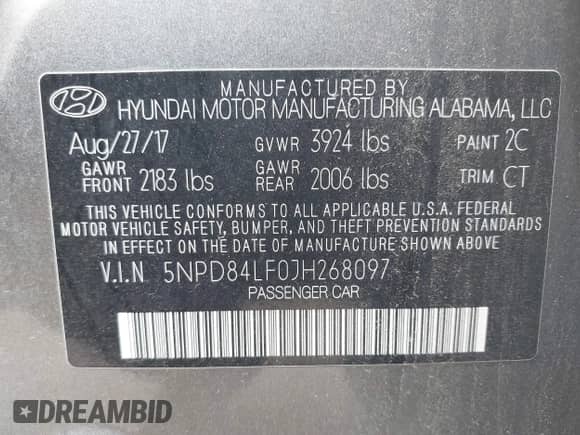 MANUFACTURED BY
HYUNDAI MOTOR MANUFACTURING ALABAMA, LLC
Aug/27/17 GVWR 3924 lbs PAINT 2C
GAWR FRONT 2183 lbs GAWR REAR 2006 lbs TRIM CT
THIS VEHICLE CONFORMS TO ALL APPLICABLE U.S.A. FEDERAL
MOTOR VEHICLE SAFETY, BUMPER, AND THEFT PREVENTION STANDARDS
IN EFFECT ON THE DATE OF MANUFACTURE SHOWN ABOVE
V.I.N 5NPD84LF0JH268097
PASSENGER CAR
DREAMBID